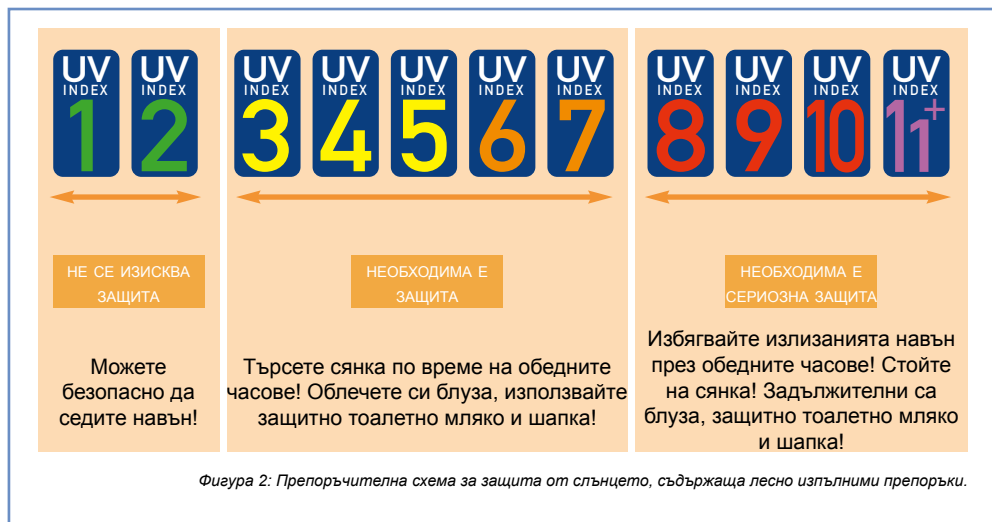 UV
INDEX
1
UV
INDEX
2
UV
INDEX
3
UV
INDEX
4
UV
INDEX
5
UV
INDEX
6
UV
INDEX
7
UV
INDEX
8
UV
INDEX
9
UV
INDEX
10
UV
INDEX
11+
НЕ СЕ ИЗИСКВА
ЗАЩИТА
Можете
безопасно да
седите навън!
НЕОБХОДИМА Е
ЗАЩИТА
Търсете сянка по време на обедните
часове! Облечете си блуза, използвайте
защитно тоалетно мляко и шапка!
НЕОБХОДИМА Е
СЕРИОЗНА ЗАЩИТА
Избягвайте излизанията навън
през обедните часове! Стойте
на сянка! Задължителни са
блуза, защитно тоалетно мляко
и шапка!
Фигура 2: Препоръчителна схема за защита от слънцето, съдържаща лесно изпълними препоръки.